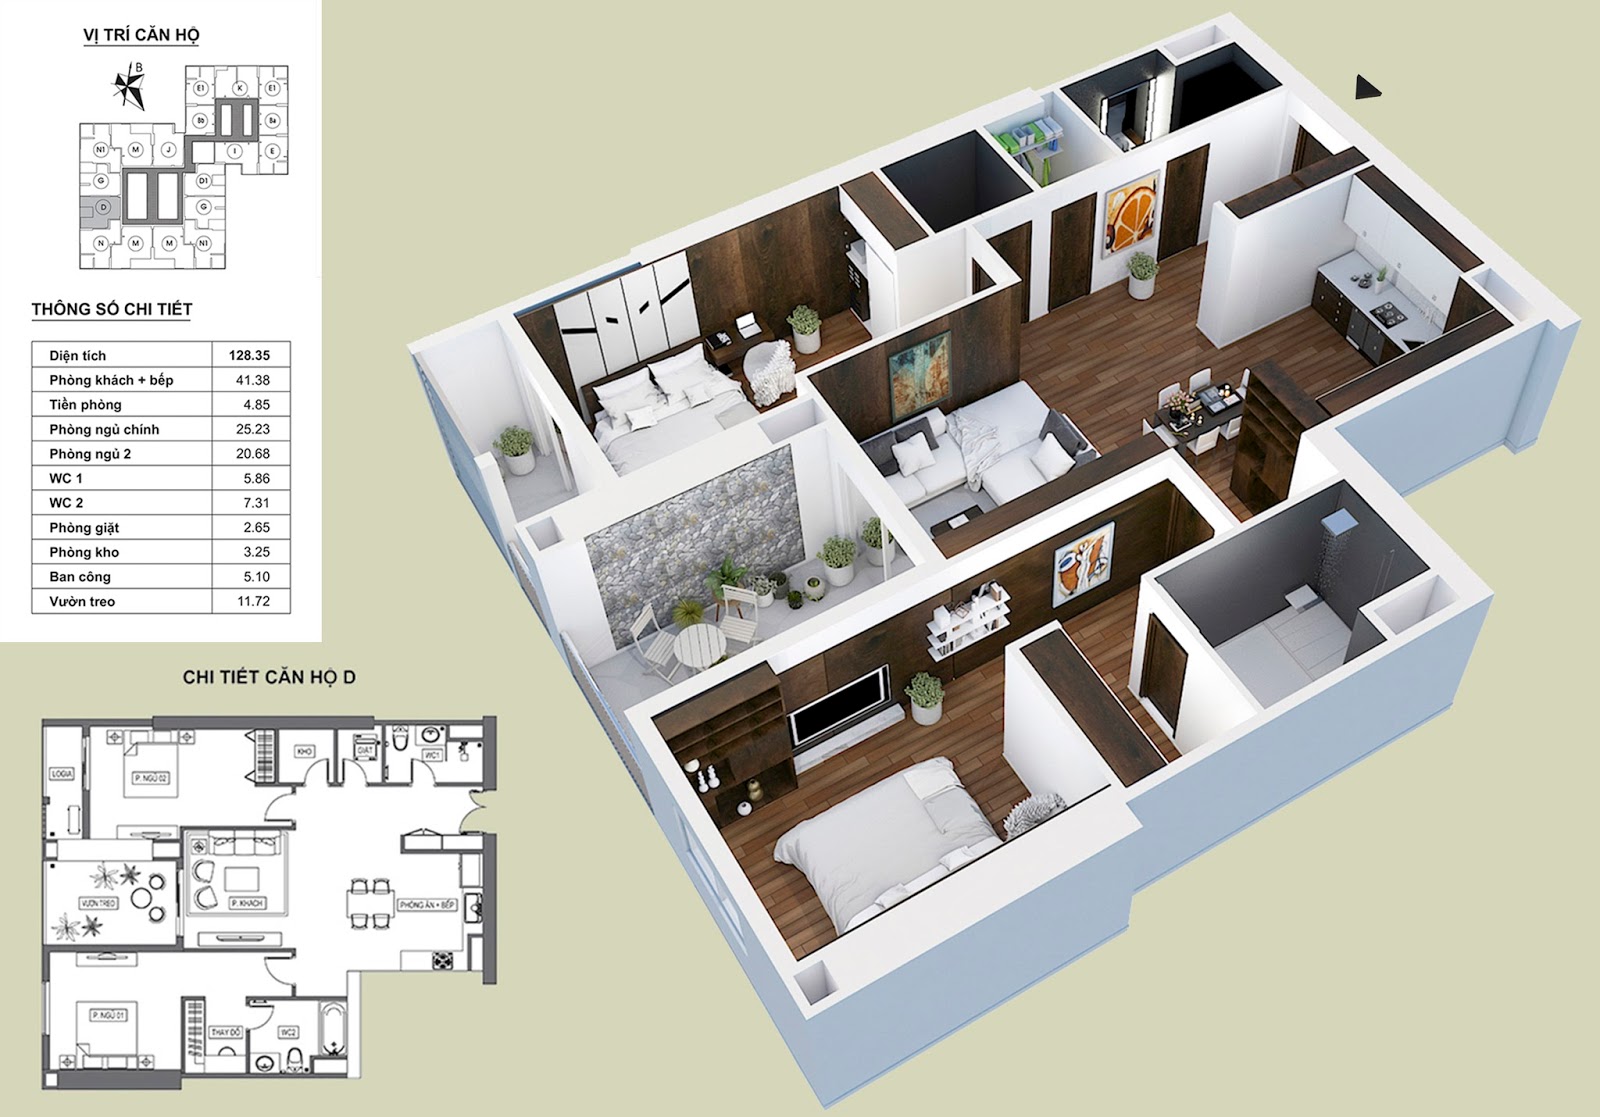 VỊ TRÍ CĂN HỘ
B
E1 K E1
Bb Ba
N1 M J I E
G D1
D G
N M M N1
THÔNG SỐ CHI TIẾT
Diện tích 128.35
Phòng khách + bếp 41.38
Tiền phòng 4.85
Phòng ngủ chính 25.23
Phòng ngủ 2 20.68
WC 1 5.86
WC 2 7.31
Phòng giặt 2.65
Phòng kho 3.25
Ban công 5.10
Vườn treo 11.72
CHI TIẾT CĂN HỘ D
KHO
GIẶT
WC1
LOGIA
P. NGỦ 02
VƯỜN TREO
P. KHÁCH
PHÒNG ĂN + BẾP
P. NGỦ 01
THAY ĐỒ
WC2